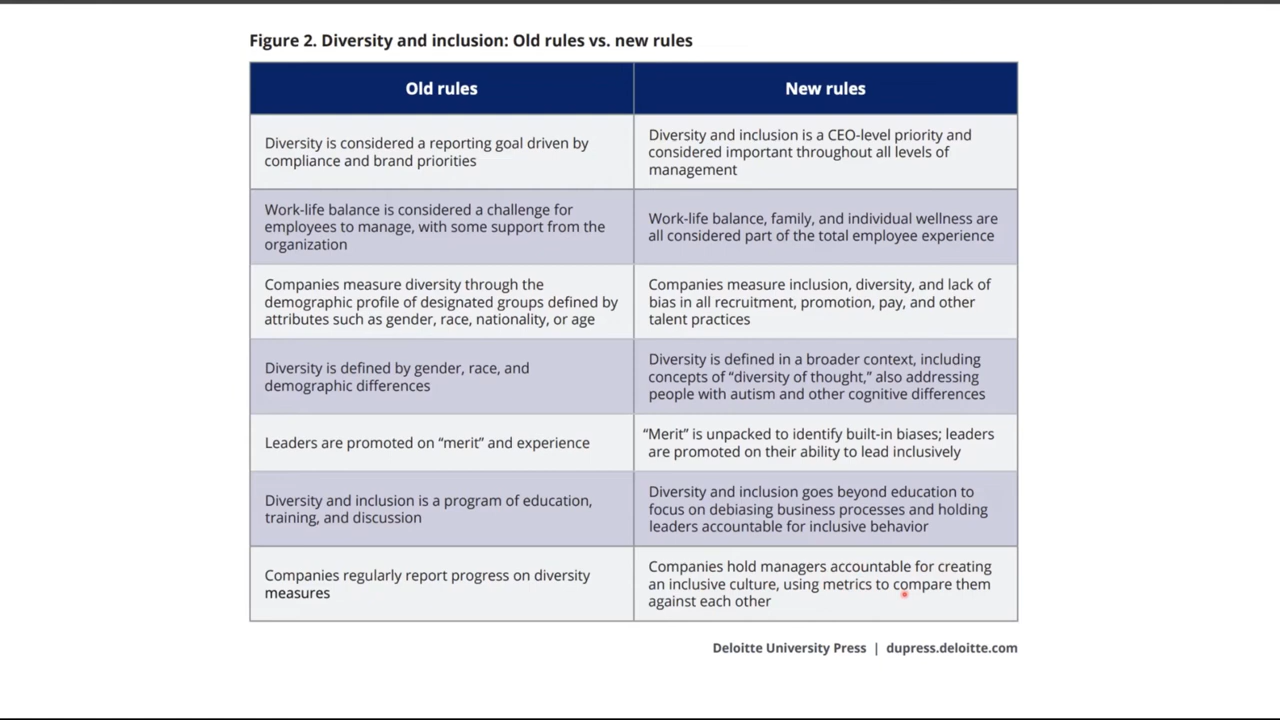 Figure 2. Diversity and inclusion: Old rules vs. new rules
Old rules
New rules
Diversity is considered a reporting goal driven by
compliance and brand priorities
Diversity and inclusion is a CEO-level priority and
considered important throughout all levels of
management
Work-life balance is considered a challenge for
employees to manage, with some support from the
organization
Work-life balance, family, and individual wellness are
all considered part of the total employee experience
Companies measure diversity through the
demographic profile of designated groups defined by
attributes such as gender, race, nationality, or age
Companies measure inclusion, diversity, and lack of
bias in all recruitment, promotion, pay, and other
talent practices
Diversity is defined by gender, race, and
demographic differences
Diversity is defined in a broader context, including
concepts of “diversity of thought,” also addressing
people with autism and other cognitive differences
Leaders are promoted on “merit” and experience
“Merit” is unpacked to identify built-in biases; leaders
are promoted on their ability to lead inclusively
Diversity and inclusion is a program of education,
training, and discussion
Diversity and inclusion goes beyond education to
focus on debiasing business processes and holding
leaders accountable for inclusive behavior
Companies regularly report progress on diversity
measures
Companies hold managers accountable for creating
an inclusive culture, using metrics to compare them
against each other
Deloitte University Press | dupress.deloitte.com